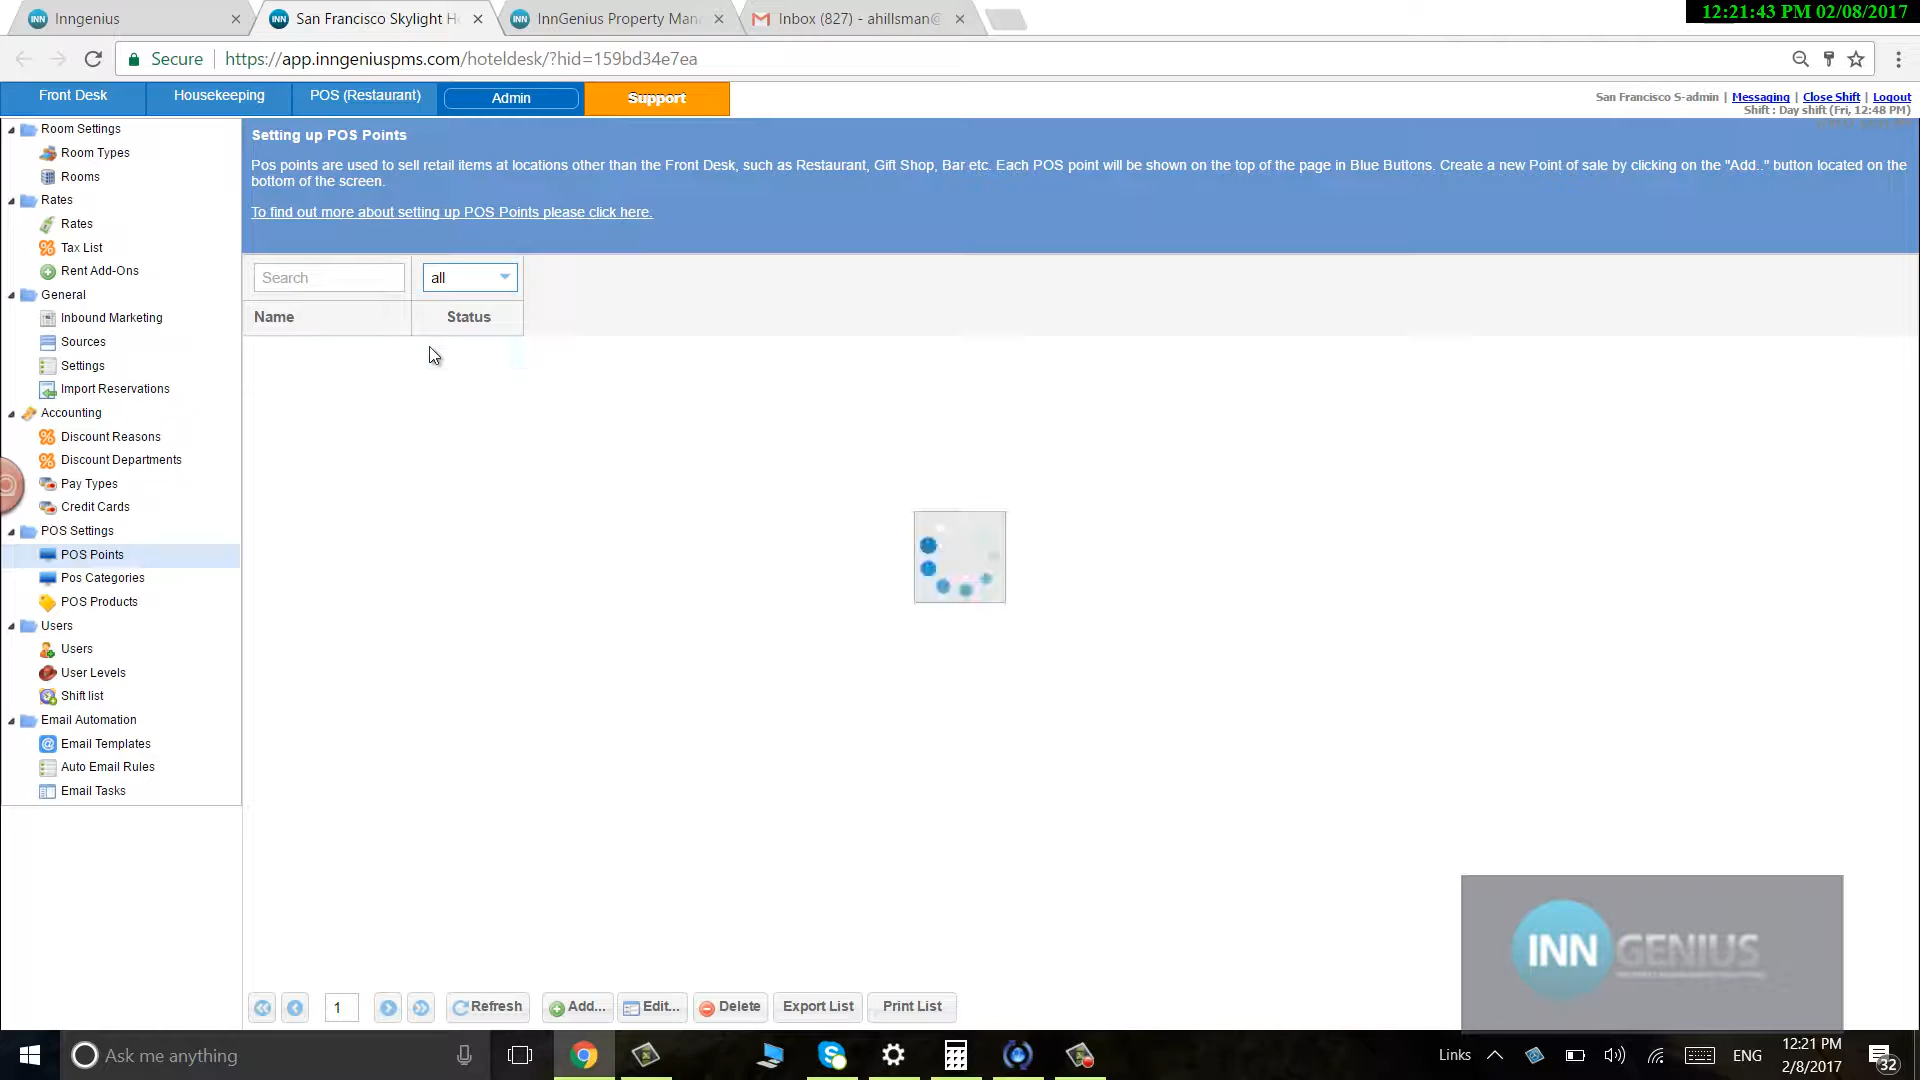 Inngenius
San Francisco Skylight H
InnGenius Property Man
Inbox (827) - ahillsman@
12:21:43 PM 02/08/2017
Secure
https://app.inngeniuspms.com/hoteldesk/?hid=159bd34e7ea
Front Desk
Housekeeping
POS (Restaurant)
Admin
Support
San Francisco S-admin | Messaging | Close Shift | Logout
Shift : Day shift (Fri, 12:48 PM)
Room Settings
Room Types
Rooms
Rates
Rates
Tax List
Rent Add-Ons
General
Inbound Marketing
Sources
Settings
Import Reservations
Accounting
Discount Reasons
Discount Departments
Pay Types
Credit Cards
POS Settings
POS Points
Pos Categories
POS Products
Users
Users
User Levels
Shift list
Email Automation
Email Templates
Auto Email Rules
Email Tasks
Setting up POS Points
Pos points are used to sell retail items at locations other than the Front Desk, such as Restaurant, Gift Shop, Bar etc. Each POS point will be shown on the top of the page in Blue Buttons. Create a new Point of sale by clicking on the "Add.." button located on the
bottom of the screen.
To find out more about setting up POS Points please click here.
Search
all
Name
Status
INNGENIUS
1
Refresh
Add...
Edit...
Delete
Export List
Print List
Ask me anything
Links
ENG
12:21 PM
2/8/2017
32